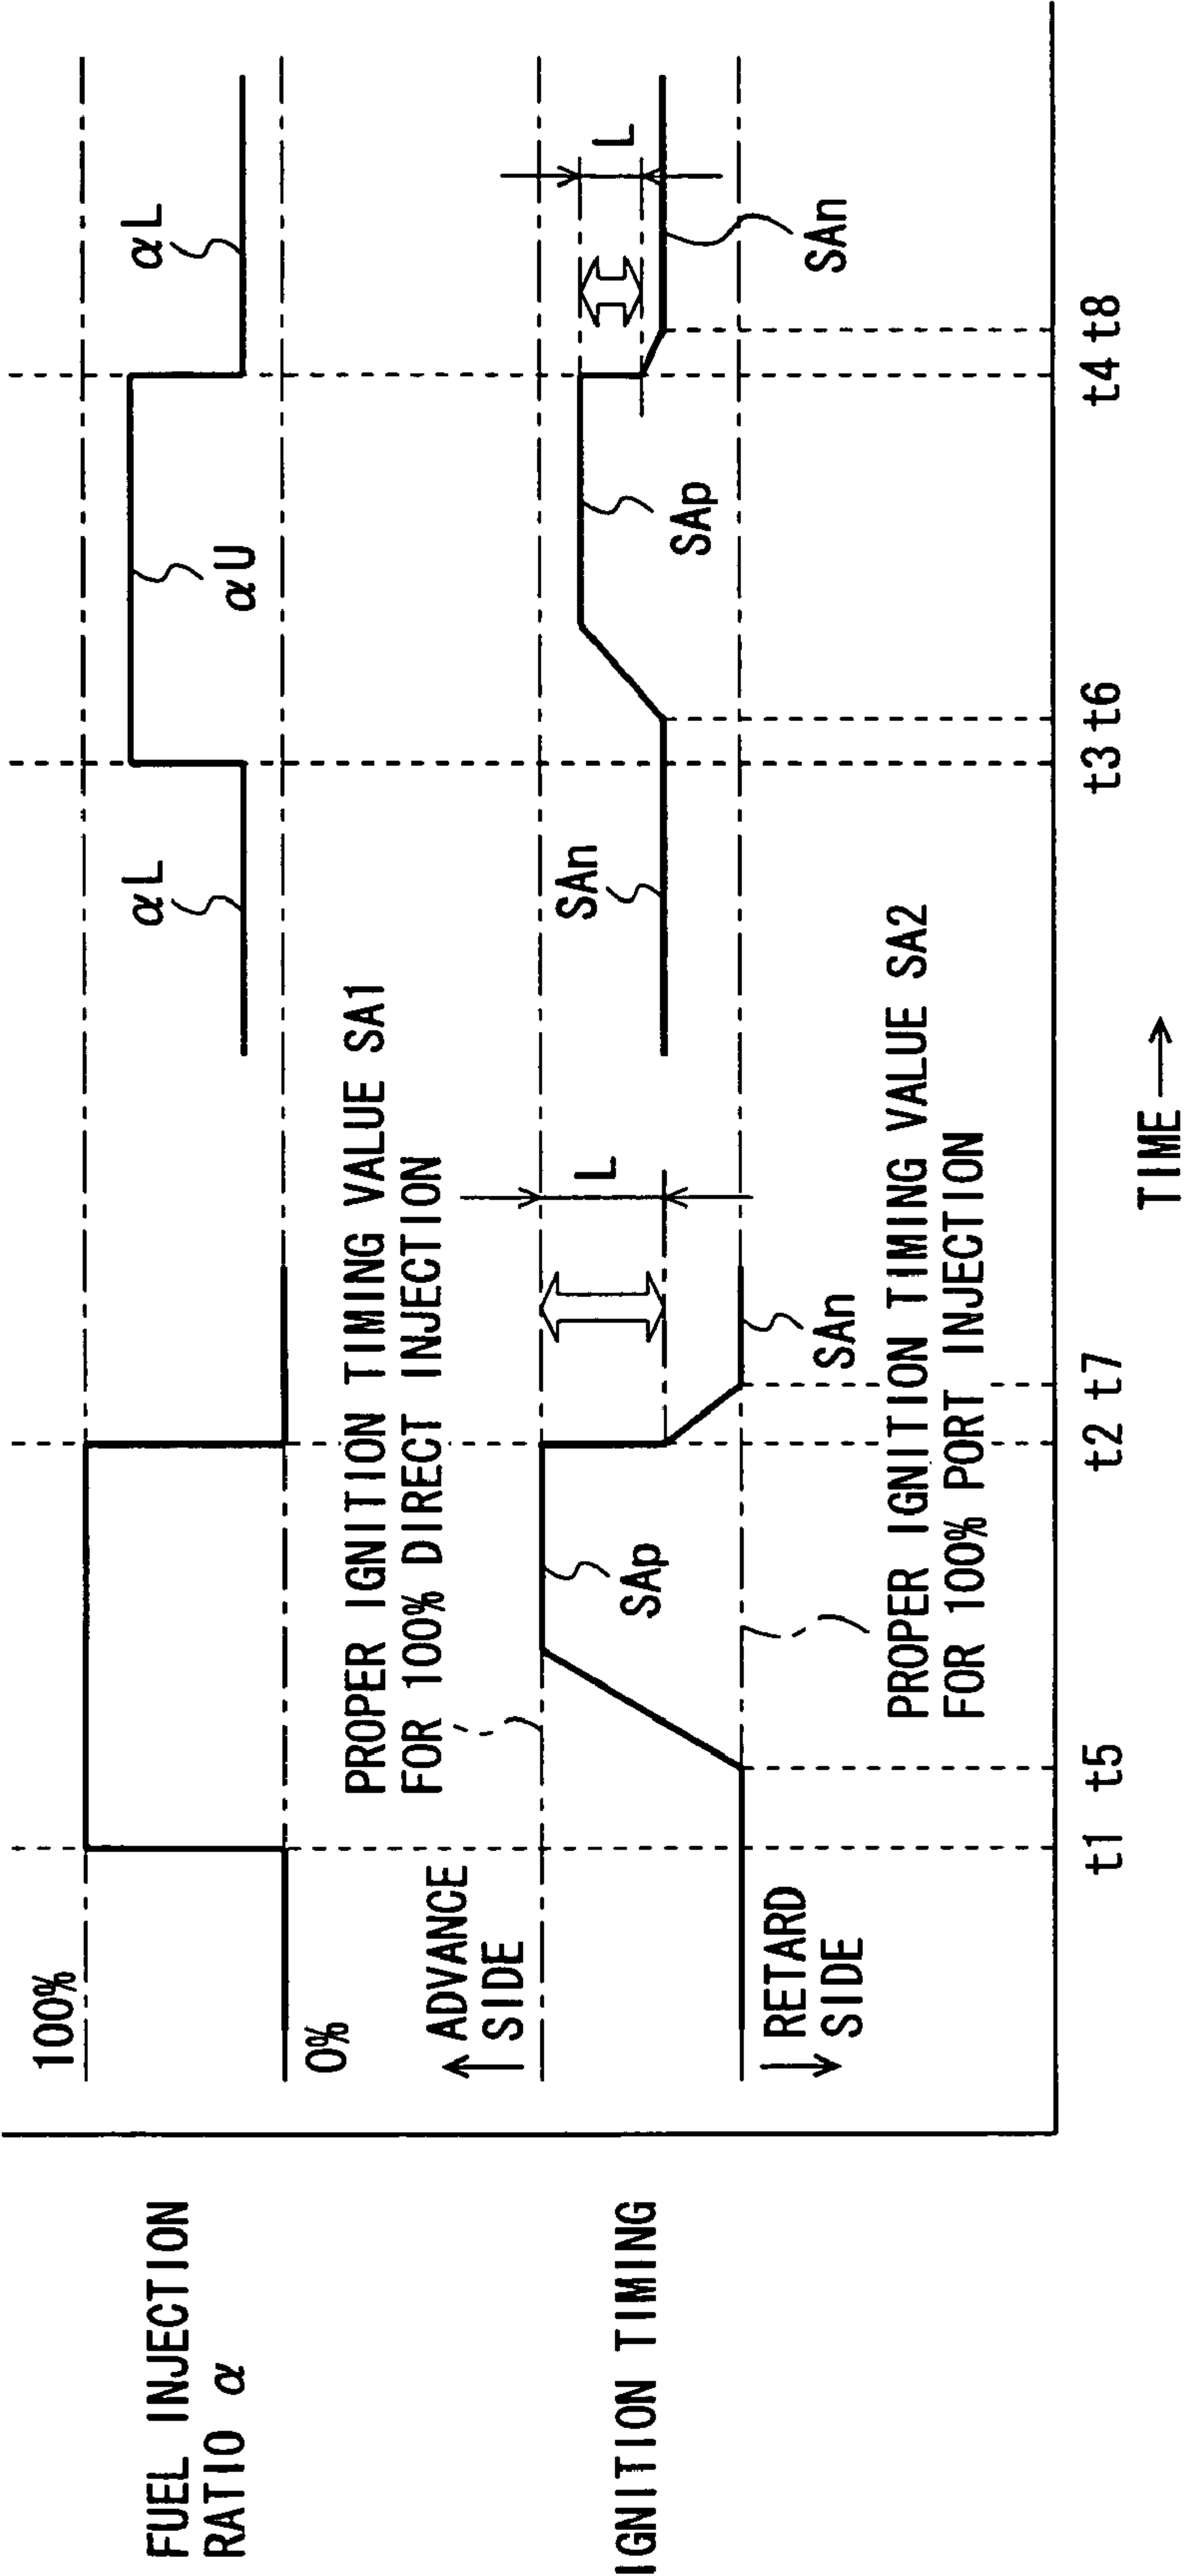 FUEL INJECTION
RATIO α
100%
0%
αL
αU
αL
IGNITION TIMING
ADVANCE
SIDE
RETARD
SIDE
PROPER IGNITION TIMING VALUE SA1
FOR 100% DIRECT INJECTION
SAp
L
SAn
SAn
SAp
L
SAn
PROPER IGNITION TIMING VALUE SA2
FOR 100% PORT INJECTION
t1 t5 t2 t7 t3 t6 t4 t8
TIME